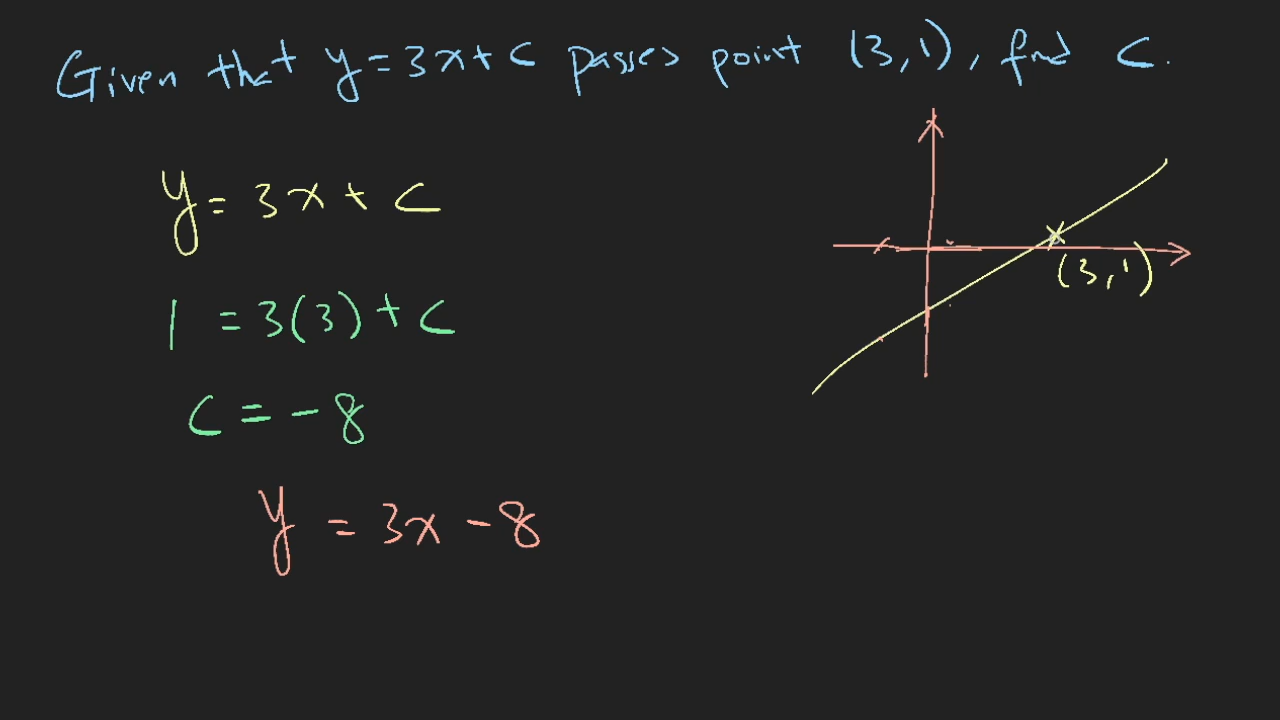 Given that y = 3x + c passes point (3,1), find c.
y = 3x + c
(3,1)
1 = 3(3) + c
c = -8
y = 3x - 8